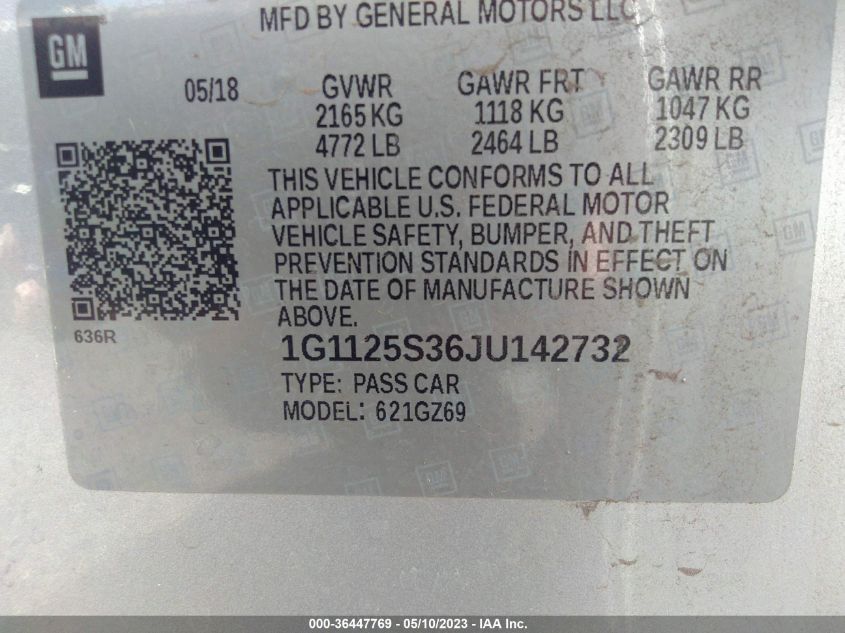 MFD BY GENERAL MOTORS LLC
GM
05/18 GVWR GAWR FRT GAWR RR
2165 KG 1118 KG 1047 KG
4772 LB 2464 LB 2309 LB
THIS VEHICLE CONFORMS TO ALL
APPLICABLE U.S. FEDERAL MOTOR
VEHICLE SAFETY, BUMPER, AND THEFT
PREVENTION STANDARDS IN EFFECT ON
THE DATE OF MANUFACTURE SHOWN
ABOVE.
636R
1G1125S36JU142732
TYPE: PASS CAR
MODEL: 621GZ69
000-36447769 - 05/10/2023 - IAA Inc.